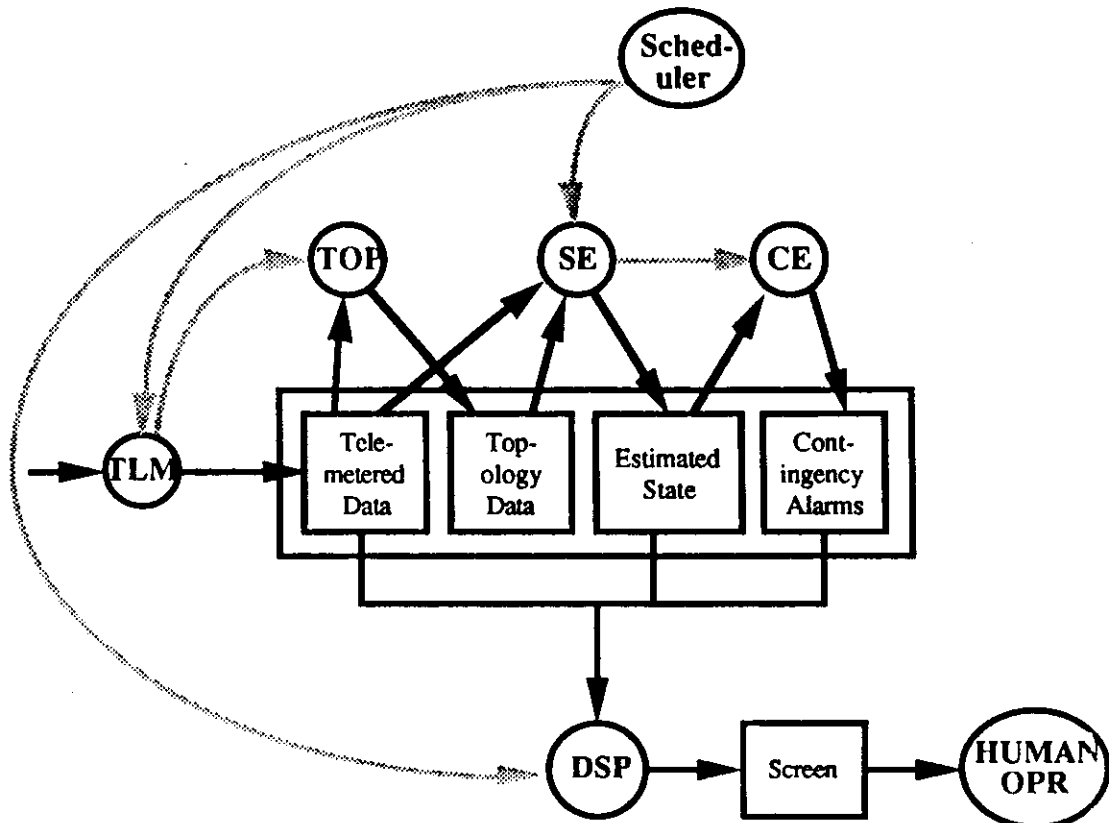 Sched-
uler
TOP
SE
CE
TLM
Tele-
metered
Data
Top-
ology
Data
Estimated
State
Cont-
ingency
Alarms
DSP
Screen
HUMAN
OPR